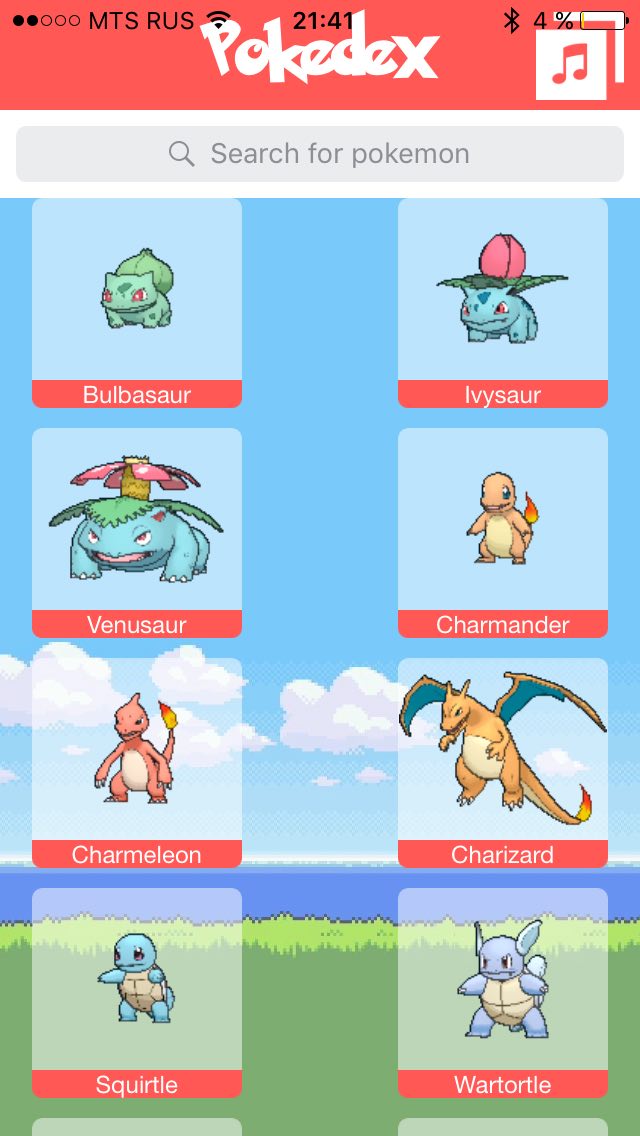 MTS RUS 21:41 4 %
Pokedex
Search for pokemon
Bulbasaur Ivysaur
Venusaur Charmander
Charmeleon Charizard
Squirtle Wartortle